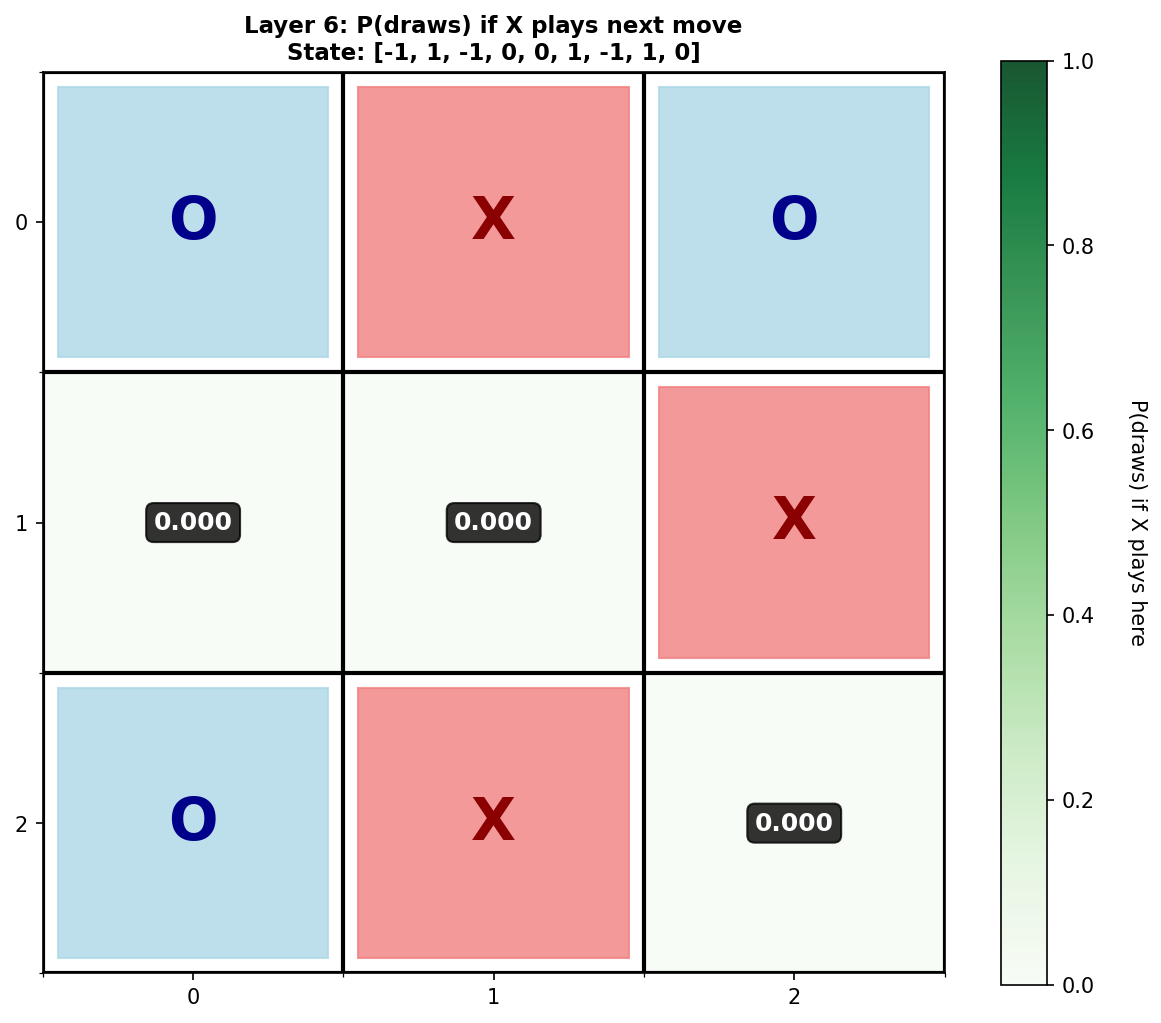 Layer 6: P(draws) if X plays next move
State: [-1, 1, -1, 0, 0, 1, -1, 1, 0]
O X O
0
0.000 0.000 X
1
O X 0.000
2
0 1 2
1.0
0.8
0.6
0.4
0.2
0.0
P(draws) if X plays here